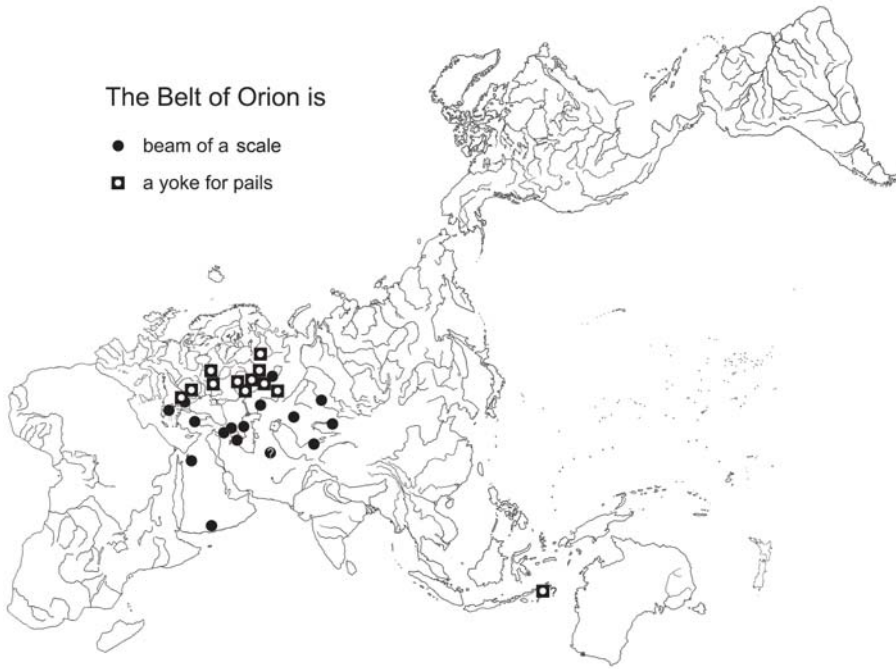 The Belt of Orion is
beam of a scale
a yoke for pails
?
?